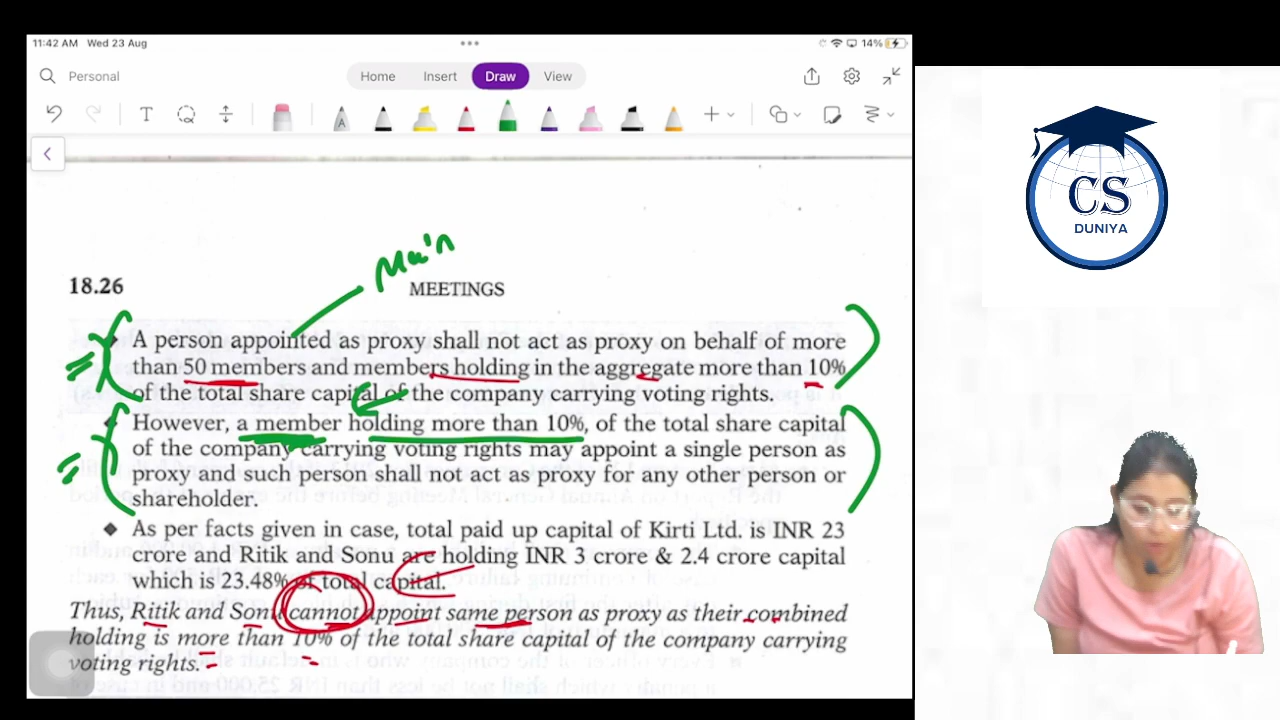 11:42 AM Wed 23 Aug
14%
Personal
Home Insert Draw View
Main
18.26
MEETINGS
A person appointed as proxy shall not act as proxy on behalf of more
than 50 members and members holding in the aggregate more than 10%
of the total share capital of the company carrying voting rights.
However, a member holding more than 10%, of the total share capital
of the company carrying voting rights may appoint a single person as
proxy and such person shall not act as proxy for any other person or
shareholder.
As per facts given in case, total paid up capital of Kirti Ltd. is INR 23
crore and Ritik and Sonu are holding INR 3 crore & 2.4 crore capital
which is 23.48% of total capital.
Thus, Ritik and Sonu cannot appoint same person as proxy as their combined
holding is more than 10% of the total share capital of the company carrying
voting rights.
CS
DUNIYA